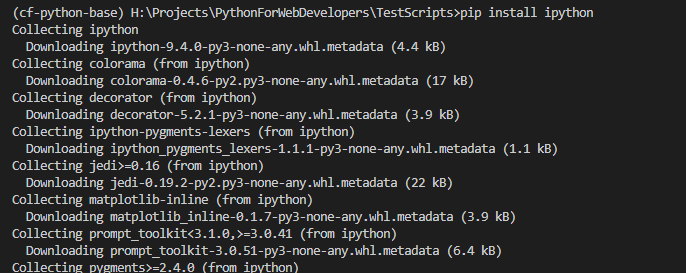 (cf-python-base) H:\Projects\PythonForWebDevelopers\TestScripts>pip install ipython
Collecting ipython
  Downloading ipython-9.4.0-py3-none-any.whl.metadata (4.4 kB)
Collecting colorama (from ipython)
  Downloading colorama-0.4.6-py2.py3-none-any.whl.metadata (17 kB)
Collecting decorator (from ipython)
  Downloading decorator-5.2.1-py3-none-any.whl.metadata (3.9 kB)
Collecting ipython-pygments-lexers (from ipython)
  Downloading ipython_pygments_lexers-1.1.1-py3-none-any.whl.metadata (1.1 kB)
Collecting jedi>=0.16 (from ipython)
  Downloading jedi-0.19.2-py2.py3-none-any.whl.metadata (22 kB)
Collecting matplotlib-inline (from ipython)
  Downloading matplotlib_inline-0.1.7-py3-none-any.whl.metadata (3.9 kB)
Collecting prompt_toolkit<3.1.0,>=3.0.41 (from ipython)
  Downloading prompt_toolkit-3.0.51-py3-none-any.whl.metadata (6.4 kB)
Collecting pygments>=2.4.0 (from ipython)